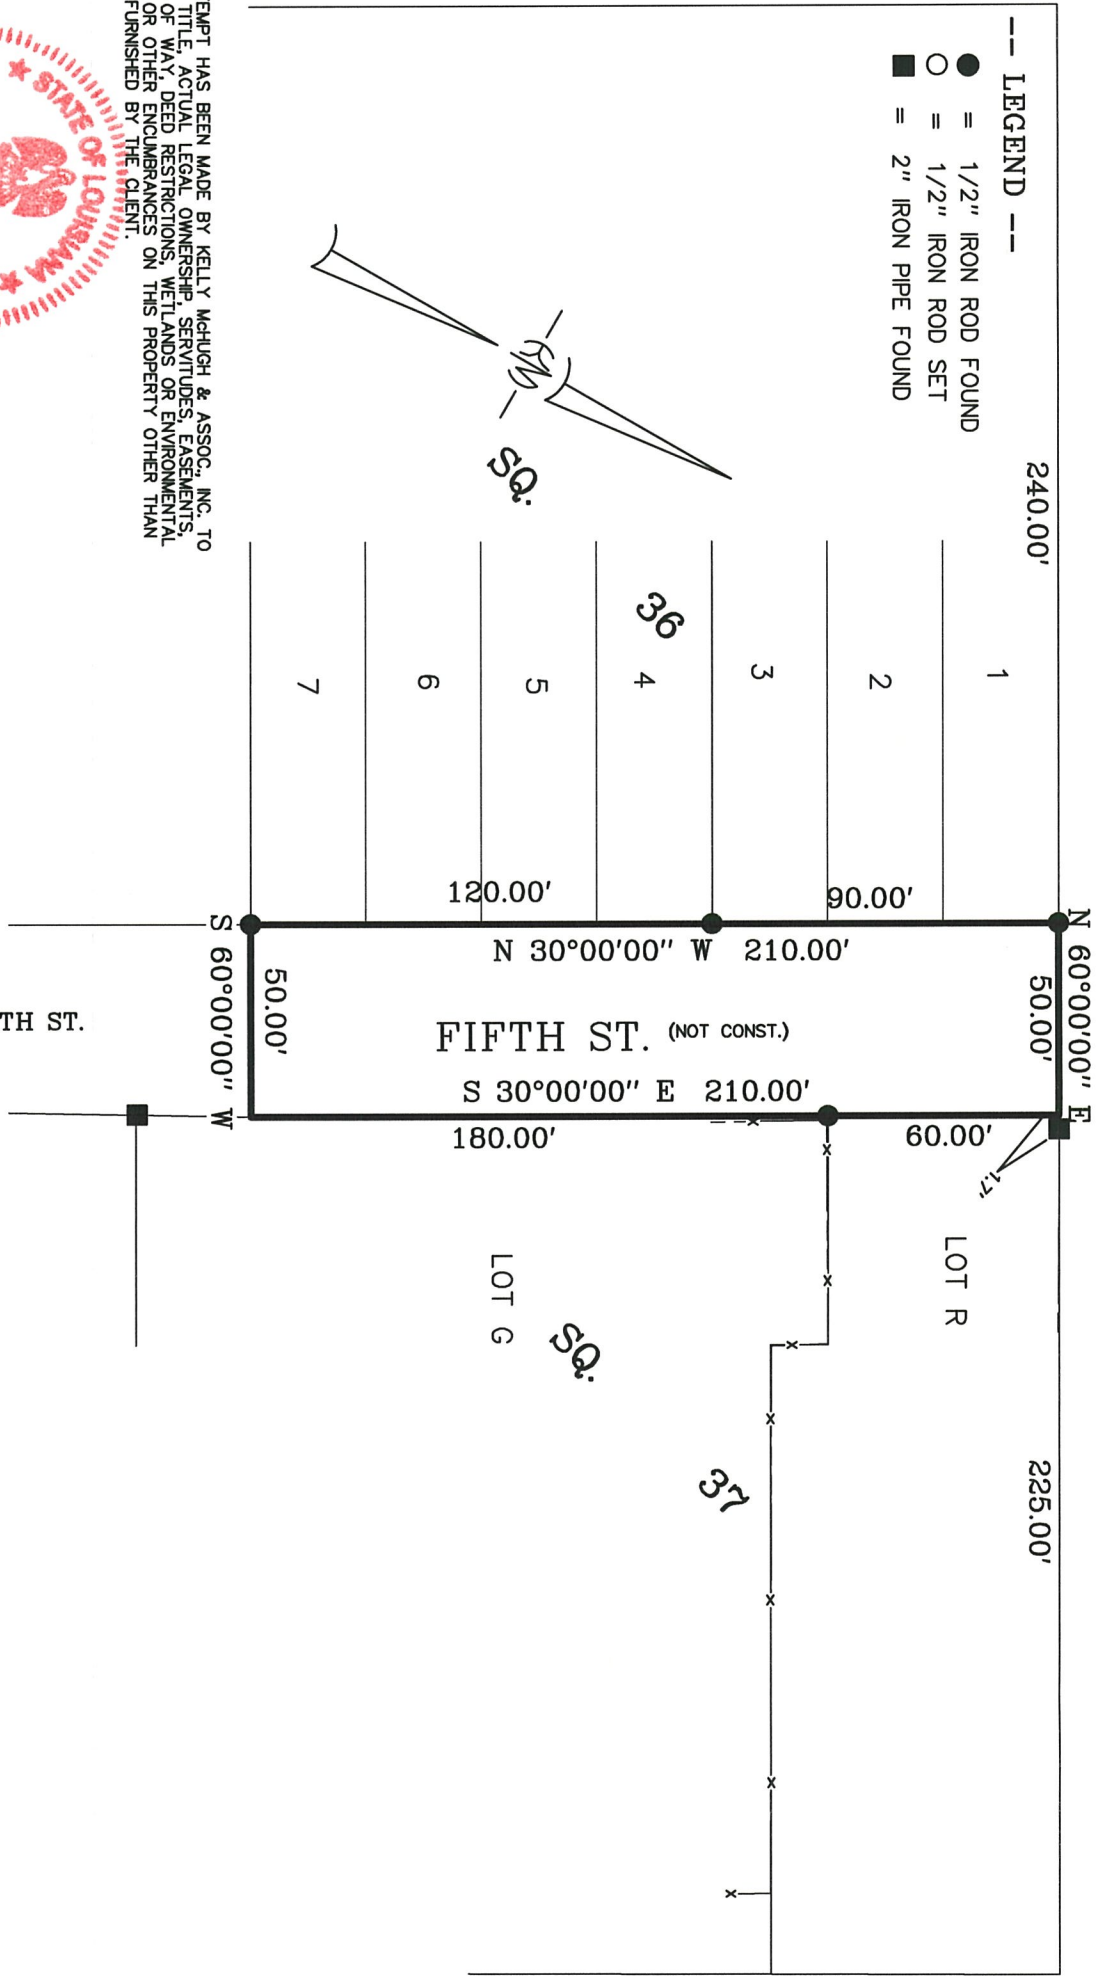 -- LEGEND --
● = 1/2" IRON ROD FOUND
○ = 1/2" IRON ROD SET
■ = 2" IRON PIPE FOUND
240.00'
SQ.
36
1
2
3
4
5
6
7
120.00'
90.00'
N 30°00'00" W 210.00'
N 60°00'00" E
50.00'
S 60°00'00" W
50.00'
FIFTH ST. (NOT CONST.)
S 30°00'00" E 210.00'
180.00'
60.00'
1.7'
LOT R
LOT G
SQ.
37
225.00'
TH ST.
EMPT HAS BEEN MADE BY KELLY McHUGH & ASSOC., INC. TO
TITLE, ACTUAL LEGAL OWNERSHIP, SERVITUDES, EASEMENTS,
OF WAY, DEED RESTRICTIONS, WETLANDS OR ENVIRONMENTAL
OR OTHER ENCUMBRANCES ON THIS PROPERTY OTHER THAN
FURNISHED BY THE CLIENT.
★ STATE OF LOUISIANA ★